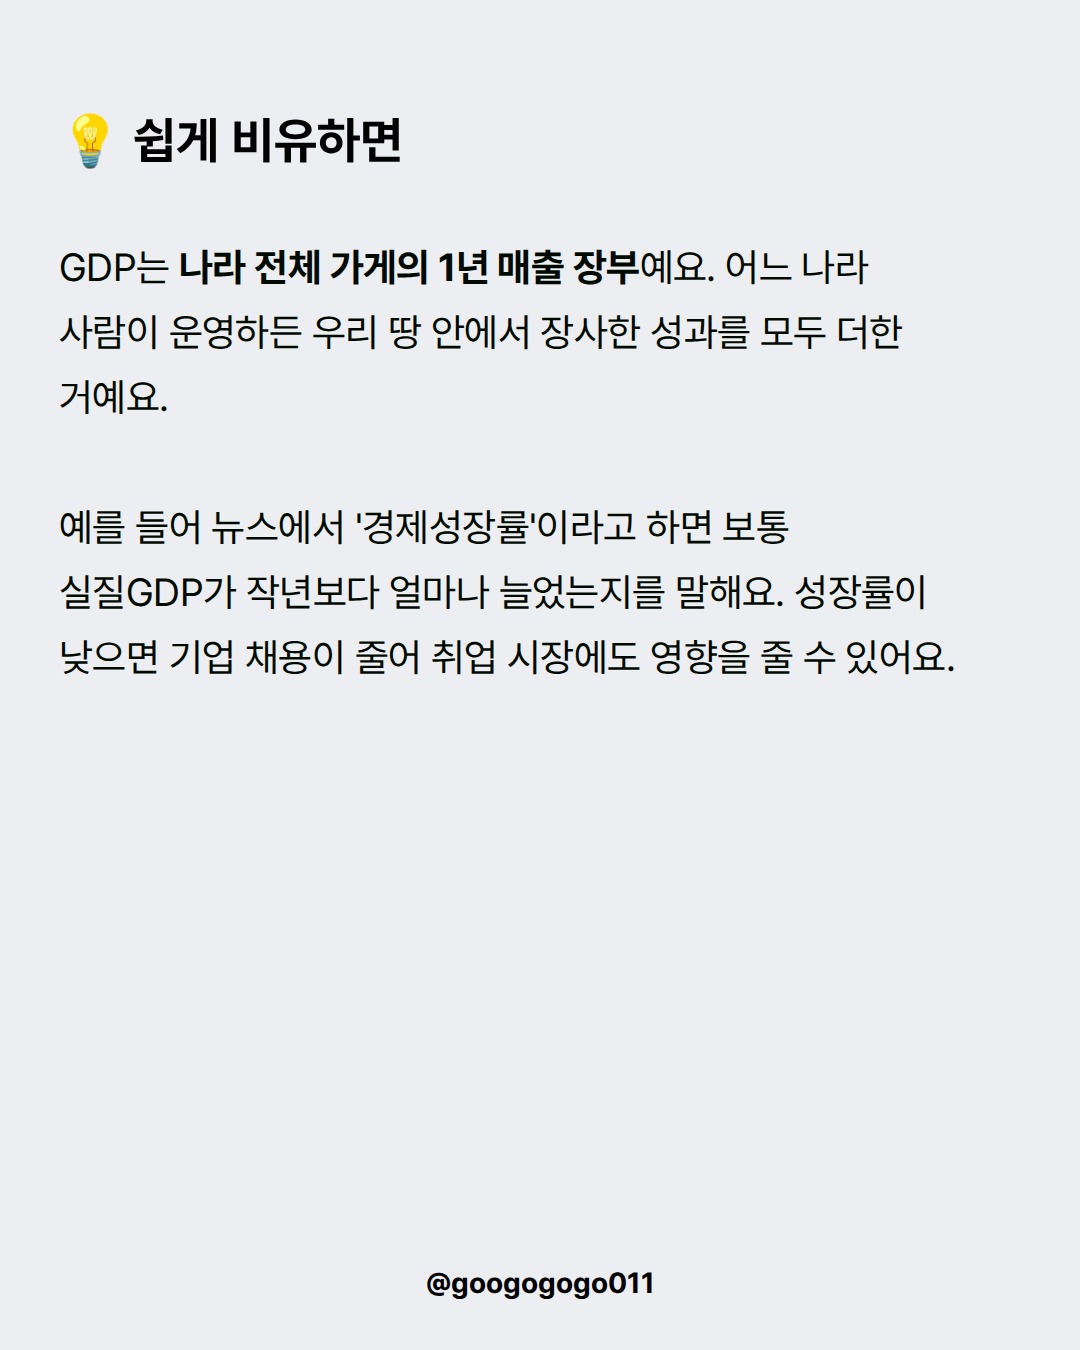 💡 쉽게 비유하면
GDP는 나라 전체 가게의 1년 매출 장부예요. 어느 나라
사람이 운영하든 우리 땅 안에서 장사한 성과를 모두 더한
거예요.
예를 들어 뉴스에서 '경제성장률'이라고 하면 보통
실질GDP가 작년보다 얼마나 늘었는지를 말해요. 성장률이
낮으면 기업 채용이 줄어 취업 시장에도 영향을 줄 수 있어요.
@googogogo011